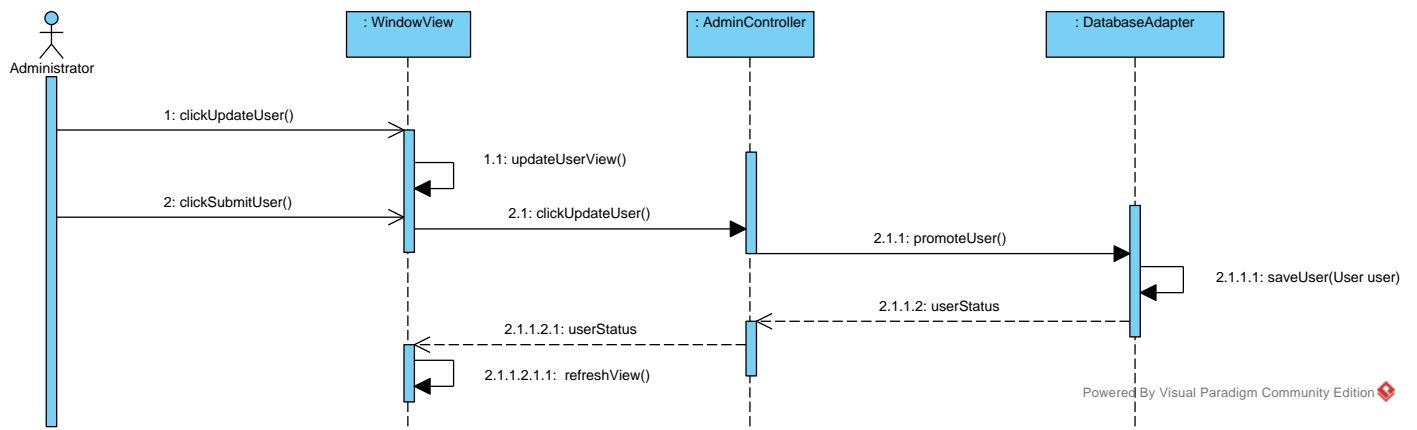 : WindowView
: AdminController
: DatabaseAdapter
Administrator
1: clickUpdateUser()
1.1: updateUserView()
2: clickSubmitUser()
2.1: clickUpdateUser()
2.1.1: promoteUser()
2.1.1.1: saveUser(User user)
2.1.1.2: userStatus
2.1.1.2.1: userStatus
2.1.1.2.1.1:  refreshView()
Powered By Visual Paradigm Community Edition